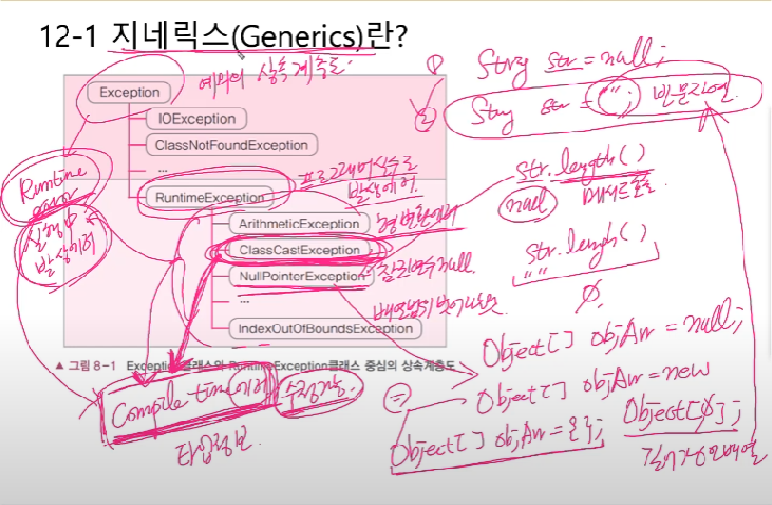 12-1 지네릭스(Generics)란?
예외의 상속계층도.
Exception
IOException
ClassNotFoundException
...
RuntimeException
ArithmeticException
ClassCastException
NullPointerException
...
IndexOutOfBoundsException
▲ 그림 8-1 Exception클래스와 RuntimeException클래스 중심의 상속계층도
Runtime
error
실행중
발생에러
프로그래머실수로
발생에러
형변환에러
참조변수 null.
배열범위벗어나
Compile time 에러
수정가능.
타입정보
① String str = null;
② String str = ""; 빈문자열
str.length()
null 메서드호출
str.length()
""
0
Object[] objArr = null;
Object[] objArr = new
Object[0];
=
Object[] objArr = {};
길이가 0인 배열